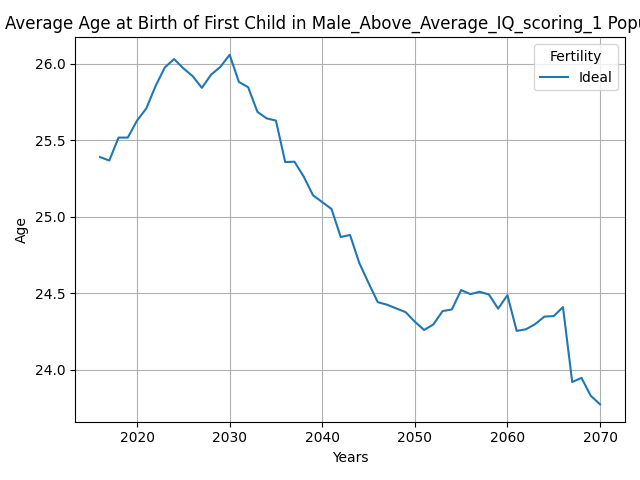 Average Age at Birth of First Child in Male_Above_Average_IQ_scoring_1 Popu
Fertility
Ideal
26.0
25.5
25.0
24.5
24.0
Age
2020 2030 2040 2050 2060 2070
Years